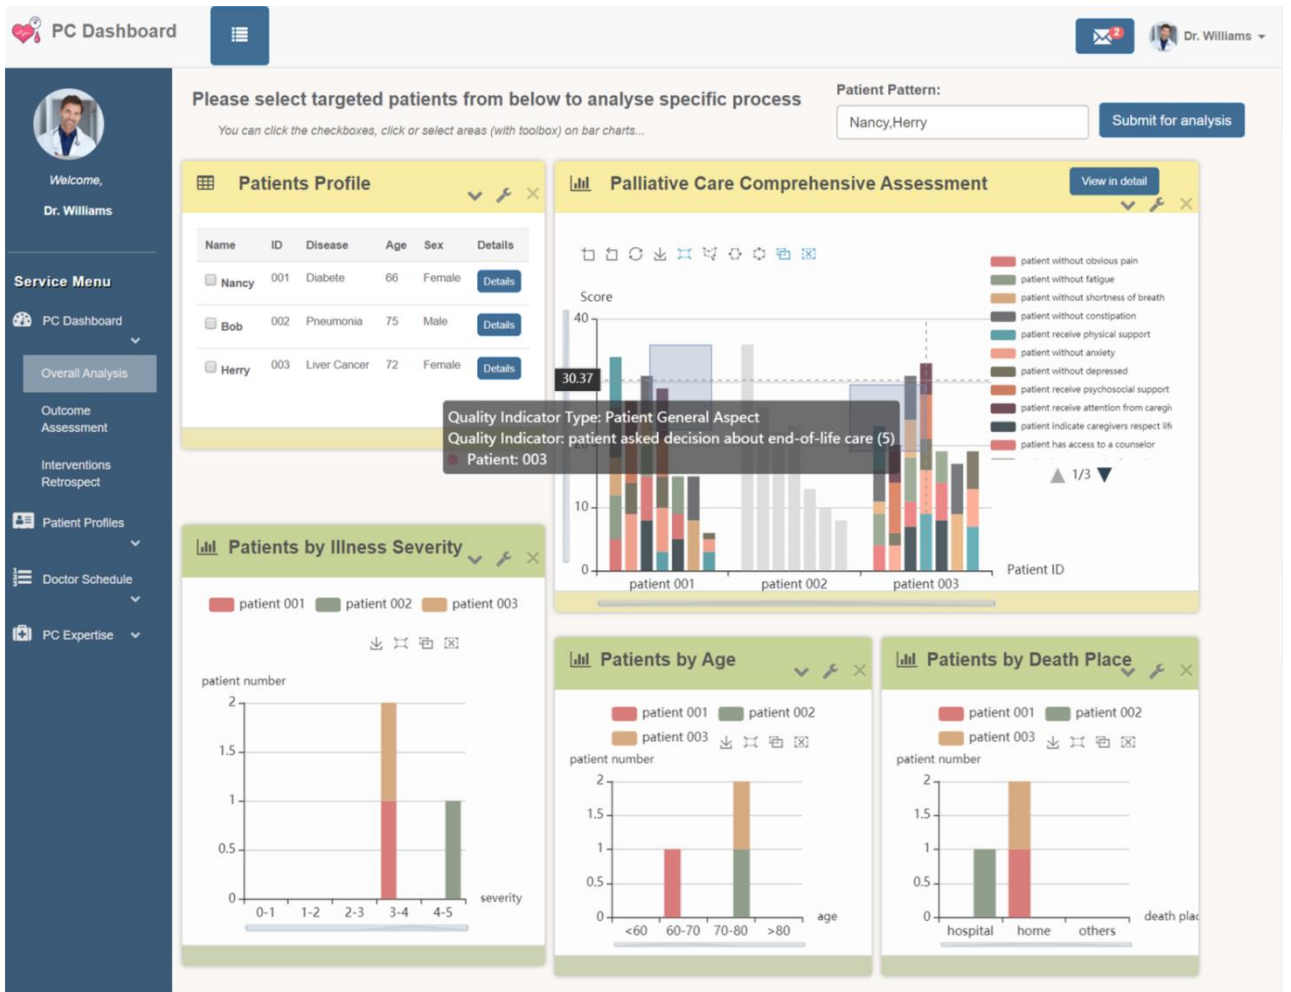 PC Dashboard
2
Dr. Williams
Welcome,
Dr. Williams
Service Menu
PC Dashboard
Overall Analysis
Outcome
Assessment
Interventions
Retrospect
Patient Profiles
Doctor Schedule
PC Expertise
Please select targeted patients from below to analyse specific process
You can click the checkboxes, click or select areas (with toolbox) on bar charts...
Patient Pattern:
Nancy,Herry
Submit for analysis
Patients Profile
Name ID Disease Age Sex Details
Nancy 001 Diabete 66 Female Details
Bob 002 Pneumonia 75 Male Details
Herry 003 Liver Cancer 72 Female Details
Palliative Care Comprehensive Assessment
View in detail
Score
40
30.37
10
0
patient 001 patient 002 patient 003
Patient ID
Quality Indicator Type: Patient General Aspect
Quality Indicator: patient asked decision about end-of-life care (5)
Patient: 003
patient without obvious pain
patient without fatigue
patient without shortness of breath
patient without constipation
patient receive physical support
patient without anxiety
patient without depressed
patient receive psychosocial support
patient receive attention from caregiv
patient indicate caregivers respect life
patient has access to a counselor
1/3
Patients by Illness Severity
patient 001 patient 002 patient 003
patient number
2
1.5
1
0.5
0
0-1 1-2 2-3 3-4 4-5
severity
Patients by Age
patient 001 patient 002
patient 003
patient number
2
1.5
1
0.5
0
<60 60-70 70-80 >80
age
Patients by Death Place
patient 001 patient 002
patient 003
patient number
2
1.5
1
0.5
0
hospital home others
death plac